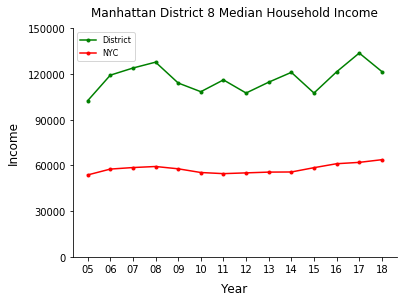 Manhattan District 8 Median Household Income
150000
120000
90000
60000
30000
0
Income
District
NYC
05 06 07 08 09 10 11 12 13 14 15 16 17 18
Year